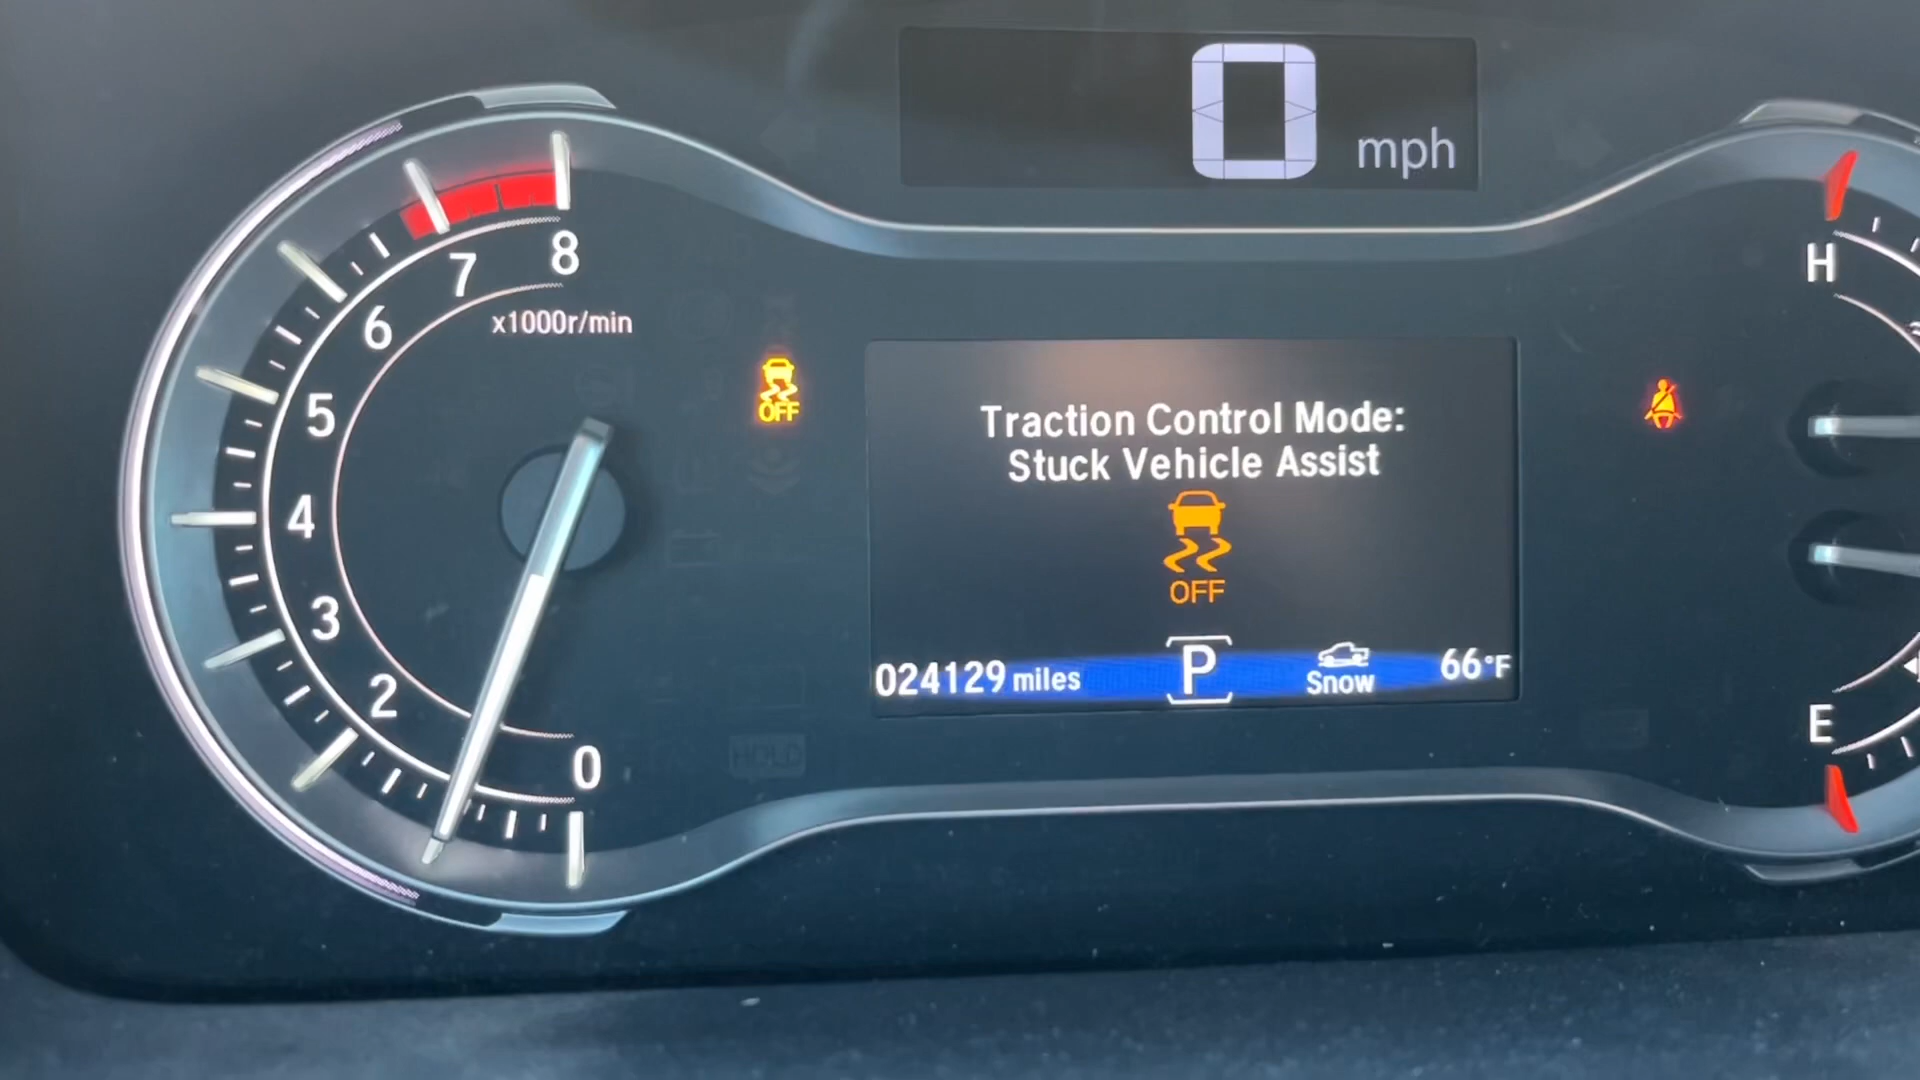 0 mph
8
7
6
x1000r/min
5
4
3
2
0
OFF
Traction Control Mode:
Stuck Vehicle Assist
OFF
024129 miles
P
Snow
66°F
HOLD
H
E